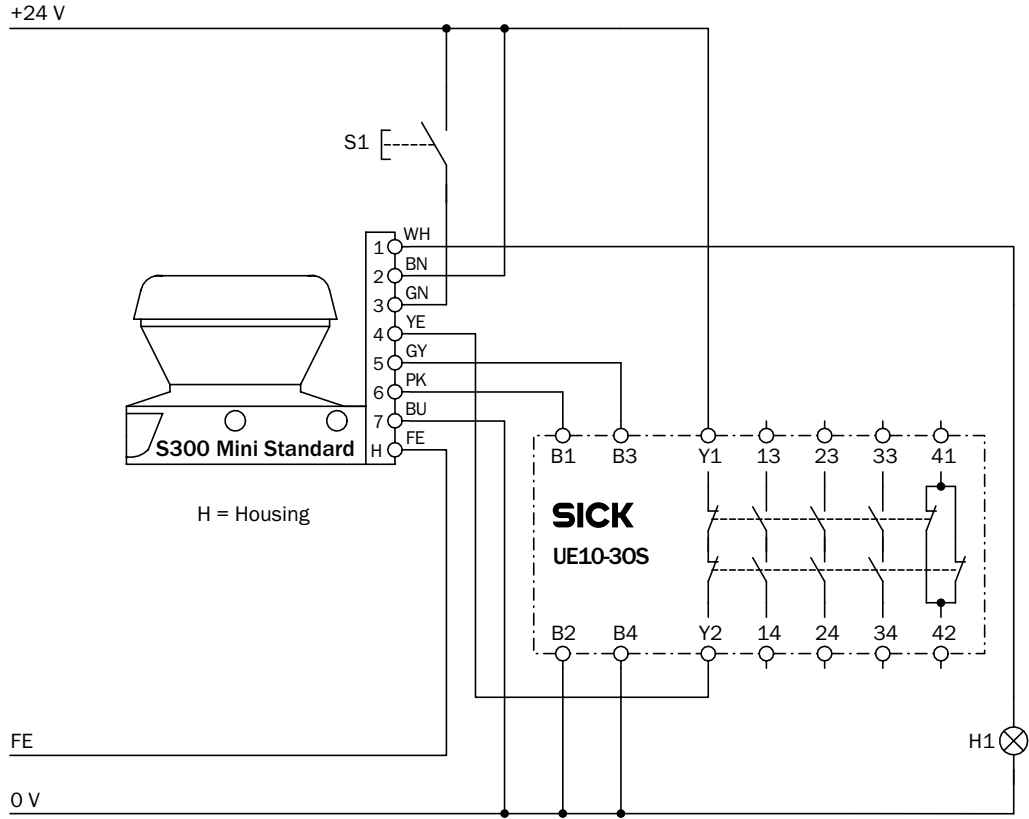 +24 V
S1
1 WH
2 BN
3 GN
4 YE
5 GY
6 PK
7 BU
H FE
S300 Mini Standard
H = Housing
B1 B3 Y1 13 23 33 41
SICK
UE10-30S
B2 B4 Y2 14 24 34 42
FE
H1
0 V